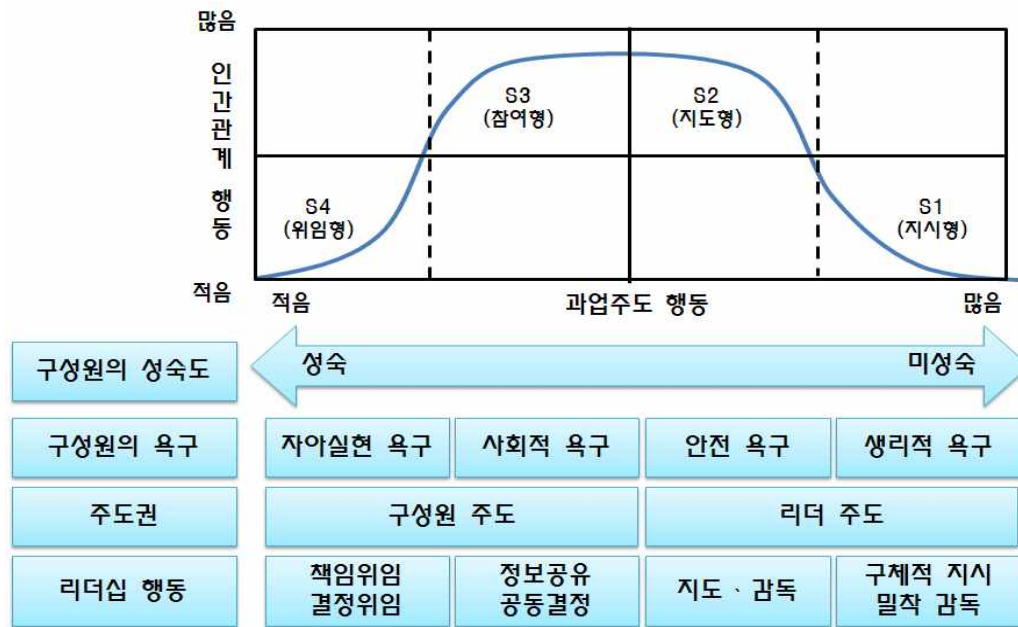 많음
인간관계 행동
적음
S3
(참여형)
S2
(지도형)
S4
(위임형)
S1
(지시형)
적음
과업주도 행동
많음
구성원의 성숙도
성숙
미성숙
구성원의 욕구
자아실현 욕구
사회적 욕구
안전 욕구
생리적 욕구
주도권
구성원 주도
리더 주도
리더십 행동
책임위임
결정위임
정보공유
공동결정
지도ㆍ감독
구체적 지시
밀착 감독